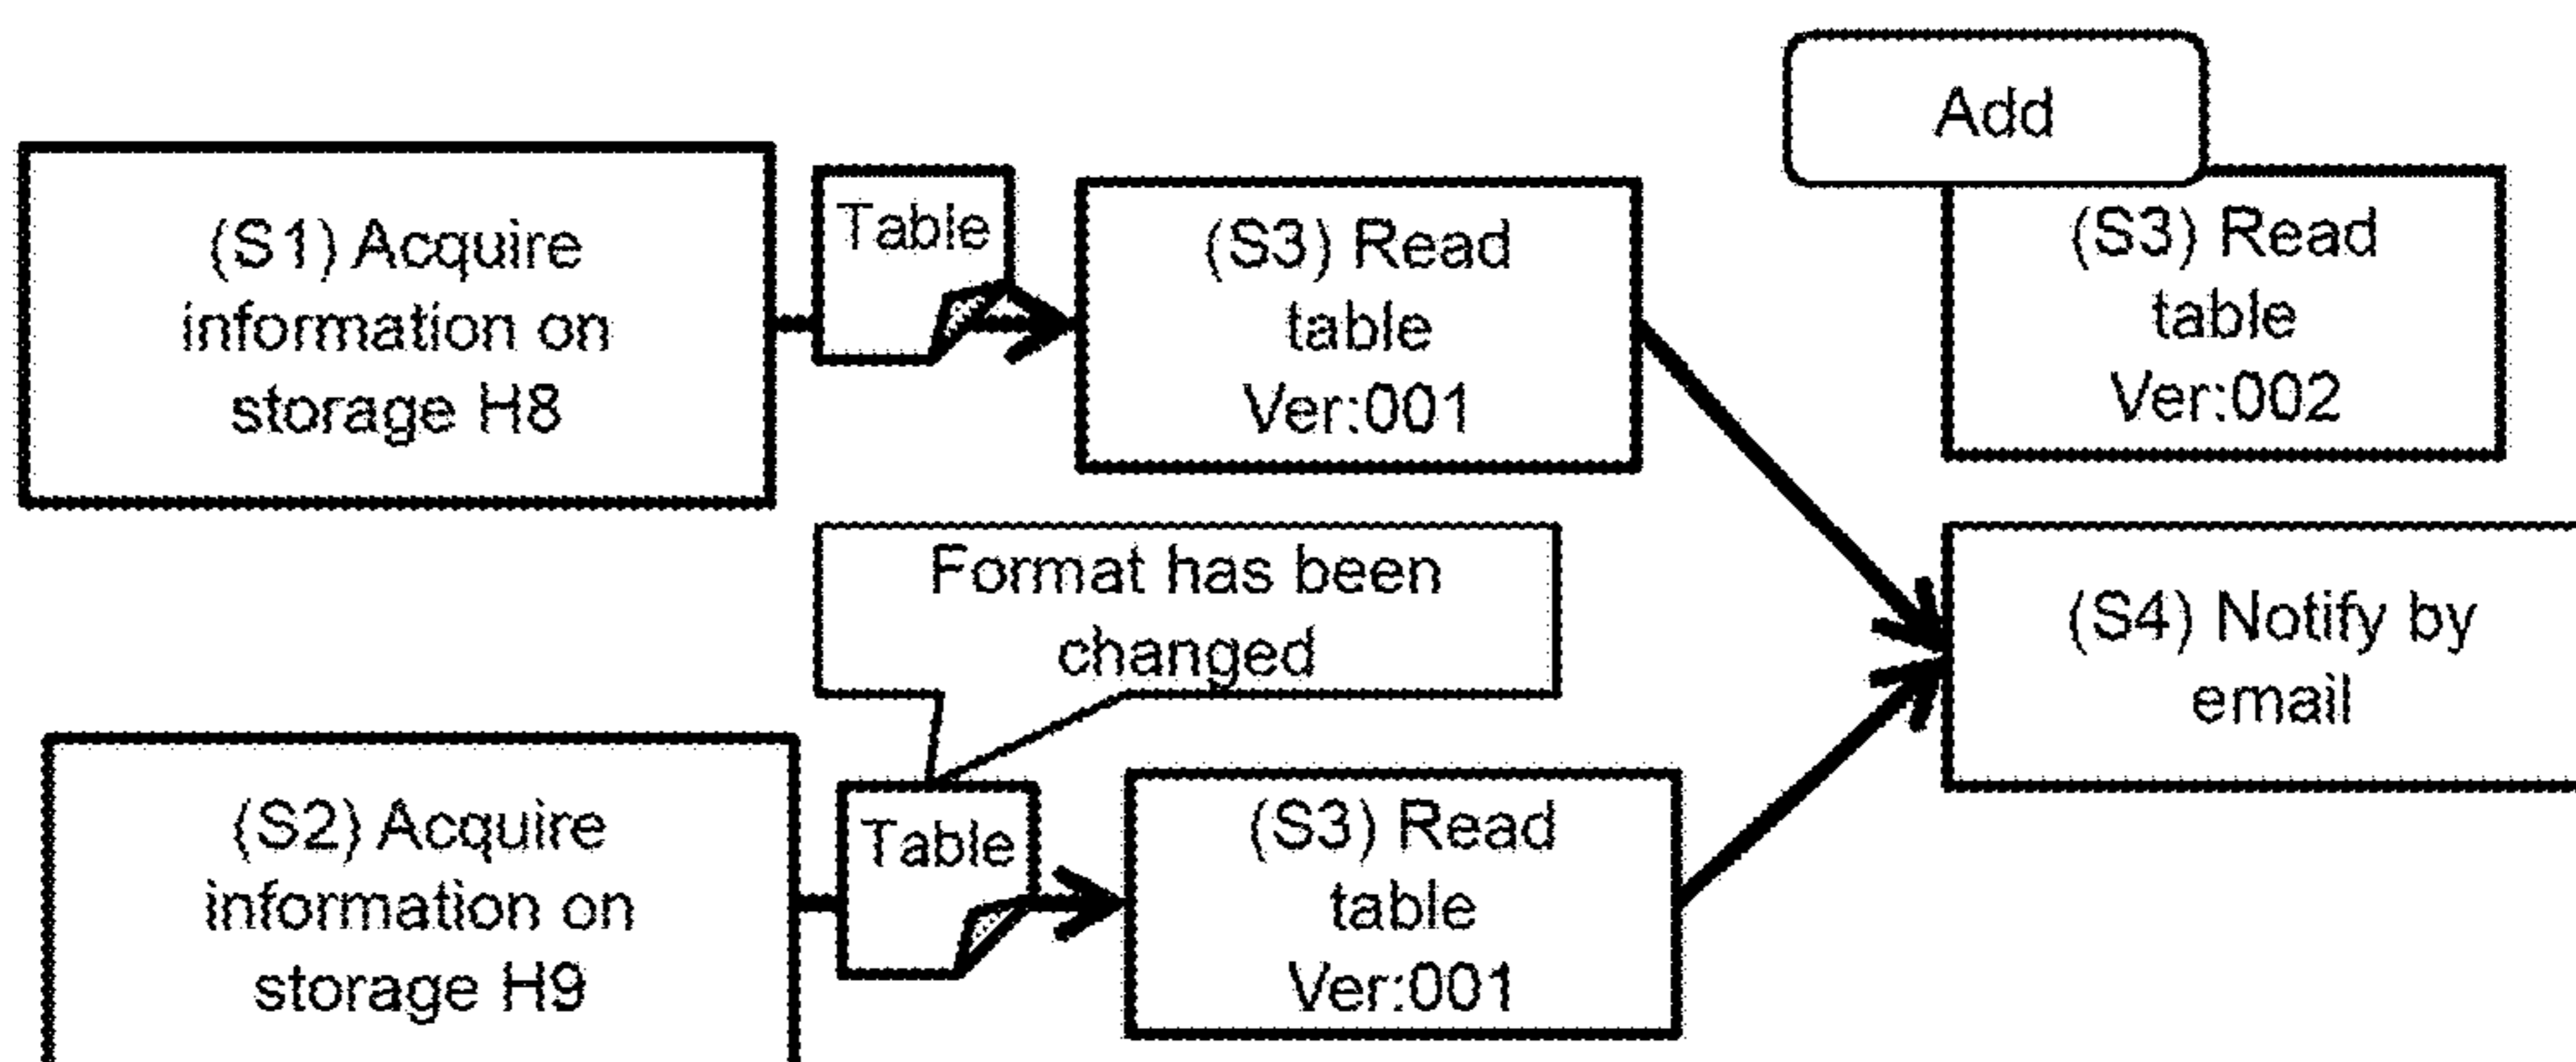 Add
(S1) Acquire
information on
storage H8
Table
(S3) Read
table
Ver:001
(S3) Read
table
Ver:002
Format has been
changed
(S4) Notify by
email
(S2) Acquire
information on
storage H9
Table
(S3) Read
table
Ver:001